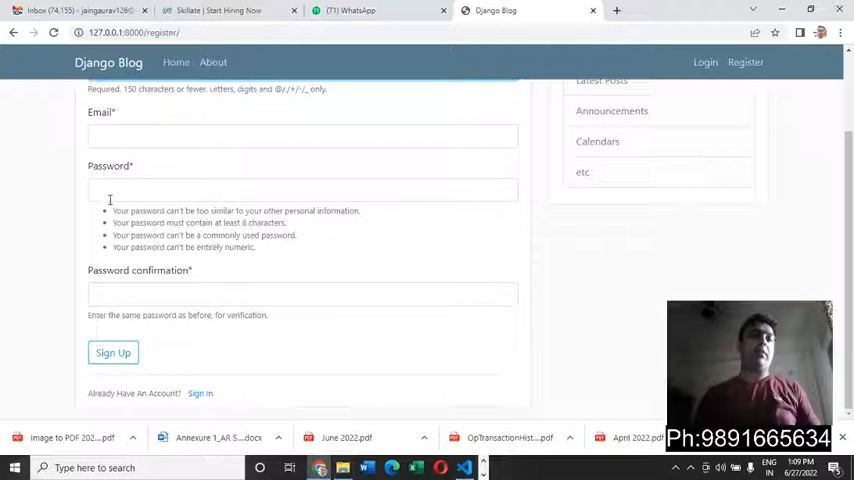 Inbox (74,155) - jaingaurav126@
Skillate | Start Hiring Now
(71) WhatsApp
Django Blog
127.0.0.1:8000/register/
Django Blog
Home
About
Login
Register
Latest Posts
Required. 150 characters or fewer. Letters, digits and @/./+/-/_ only.
Announcements
Email*
Calendars
Password*
etc
Your password can't be too similar to your other personal information.
Your password must contain at least 8 characters.
Your password can't be a commonly used password.
Your password can't be entirely numeric.
Password confirmation*
Enter the same password as before, for verification.
Sign Up
Already Have An Account? Sign In
Image to PDF 202....pdf
Annexure 1_AR S....docx
June 2022.pdf
OpTransactionHist....pdf
April 2022.pdf
Show all
Ph:9891665634
Type here to search
ENG
IN
1:09 PM
6/27/2022